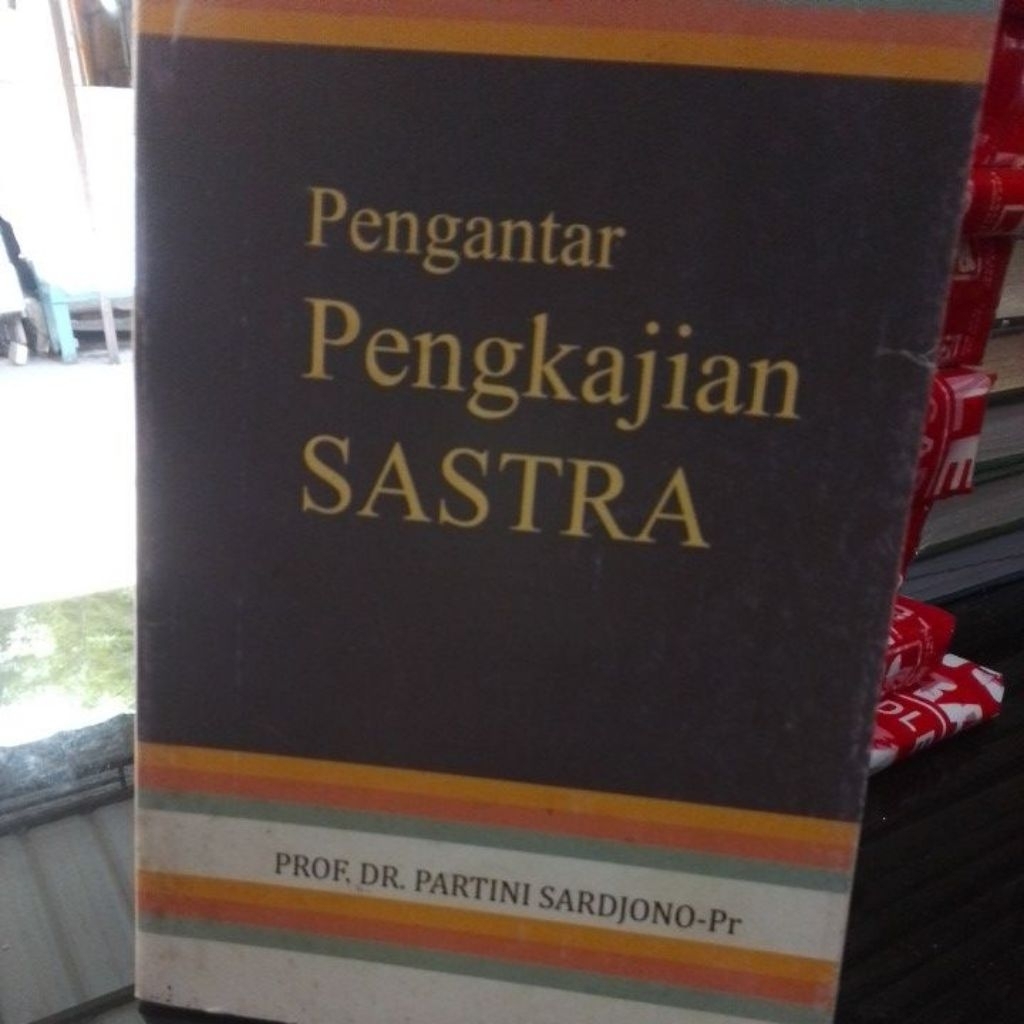 Pengantar
Pengkajian
SASTRA
PROF. DR. PARTINI SARDJONO-Pr